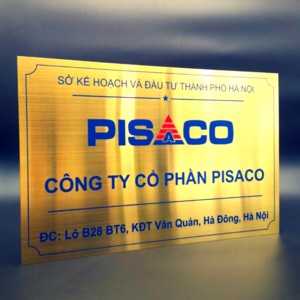 SỞ KẾ HOẠCH VÀ ĐẦU TƯ THÀNH PHỐ HÀ NỘI
PISACO
CÔNG TY CỔ PHẦN PISACO
ĐC: Lô B28 BT6, KĐT Văn Quán, Hà Đông, Hà Nội